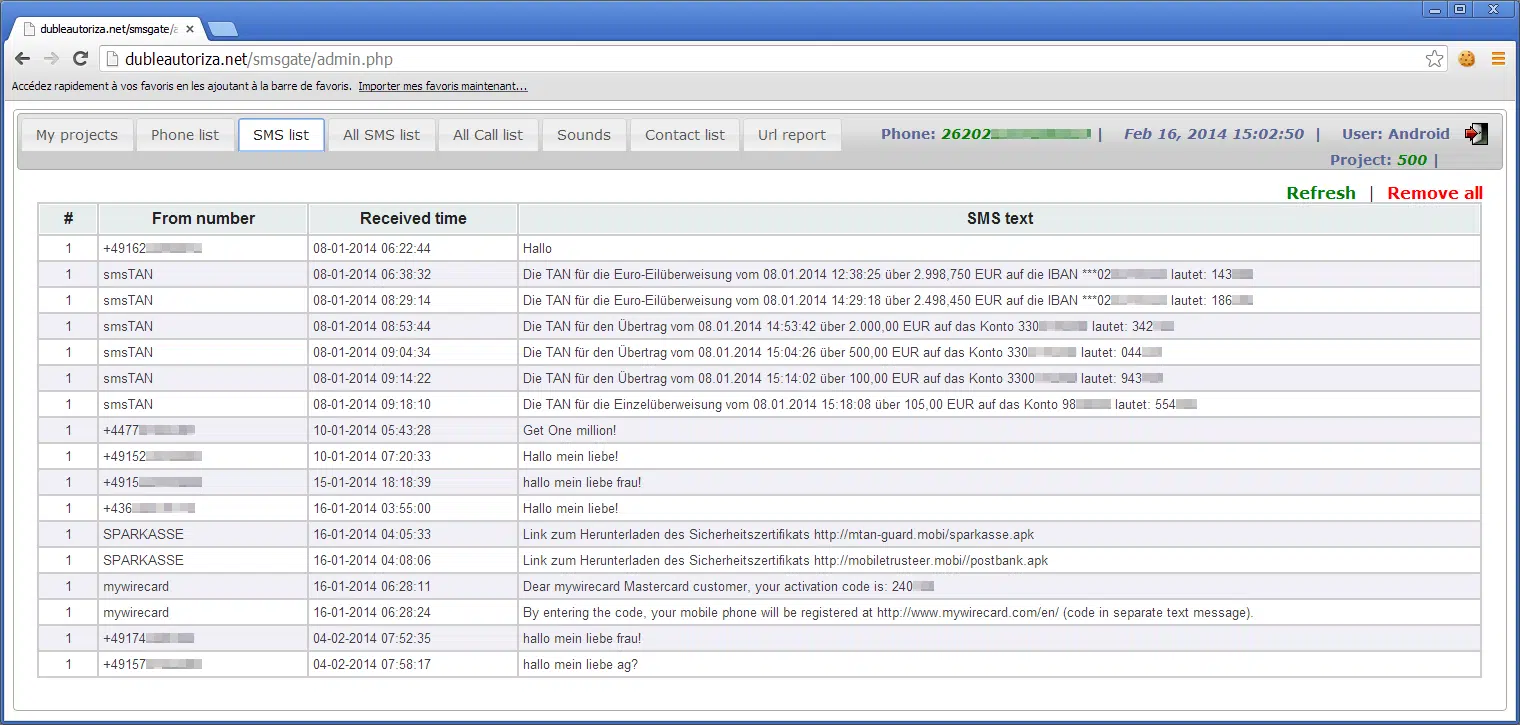 dubleautoriza.net/smsgate/a
dubleautoriza.net/smsgate/admin.php
Accédez rapidement à vos favoris en les ajoutant à la barre de favoris. Importer mes favoris maintenant...
My projects Phone list SMS list All SMS list All Call list Sounds Contact list Url report Phone: 26202 | Feb 16, 2014 15:02:50 | User: Android
Project: 500 |
Refresh | Remove all
# From number Received time SMS text
1 +49162 08-01-2014 06:22:44 Hallo
1 smsTAN 08-01-2014 06:38:32 Die TAN für die Euro-Eilüberweisung vom 08.01.2014 12:38:25 über 2.998,750 EUR auf die IBAN ***02 lautet: 143
1 smsTAN 08-01-2014 08:29:14 Die TAN für die Euro-Eilüberweisung vom 08.01.2014 14:29:18 über 2.498,450 EUR auf die IBAN ***02 lautet: 186
1 smsTAN 08-01-2014 08:53:44 Die TAN für den Übertrag vom 08.01.2014 14:53:42 über 2.000,00 EUR auf das Konto 330 lautet: 342
1 smsTAN 08-01-2014 09:04:34 Die TAN für den Übertrag vom 08.01.2014 15:04:26 über 500,00 EUR auf das Konto 330 lautet: 044
1 smsTAN 08-01-2014 09:14:22 Die TAN für den Übertrag vom 08.01.2014 15:14:02 über 100,00 EUR auf das Konto 3300 lautet: 943
1 smsTAN 08-01-2014 09:18:10 Die TAN für die Einzelüberweisung vom 08.01.2014 15:18:08 über 105,00 EUR auf das Konto 98 lautet: 554
1 +4477 10-01-2014 05:43:28 Get One million!
1 +49152 10-01-2014 07:20:33 Hallo mein liebe!
1 +4915 15-01-2014 18:18:39 hallo mein liebe frau!
1 +436 16-01-2014 03:55:00 Hallo mein liebe!
1 SPARKASSE 16-01-2014 04:05:33 Link zum Herunterladen des Sicherheitszertifikats http://mtan-guard.mobi/sparkasse.apk
1 SPARKASSE 16-01-2014 04:08:06 Link zum Herunterladen des Sicherheitszertifikats http://mobiletrusteer.mobi//postbank.apk
1 mywirecard 16-01-2014 06:28:11 Dear mywirecard Mastercard customer, your activation code is: 240
1 mywirecard 16-01-2014 06:28:24 By entering the code, your mobile phone will be registered at http://www.mywirecard.com/en/ (code in separate text message).
1 +49174 04-02-2014 07:52:35 hallo mein liebe frau!
1 +49157 04-02-2014 07:58:17 hallo mein liebe ag?